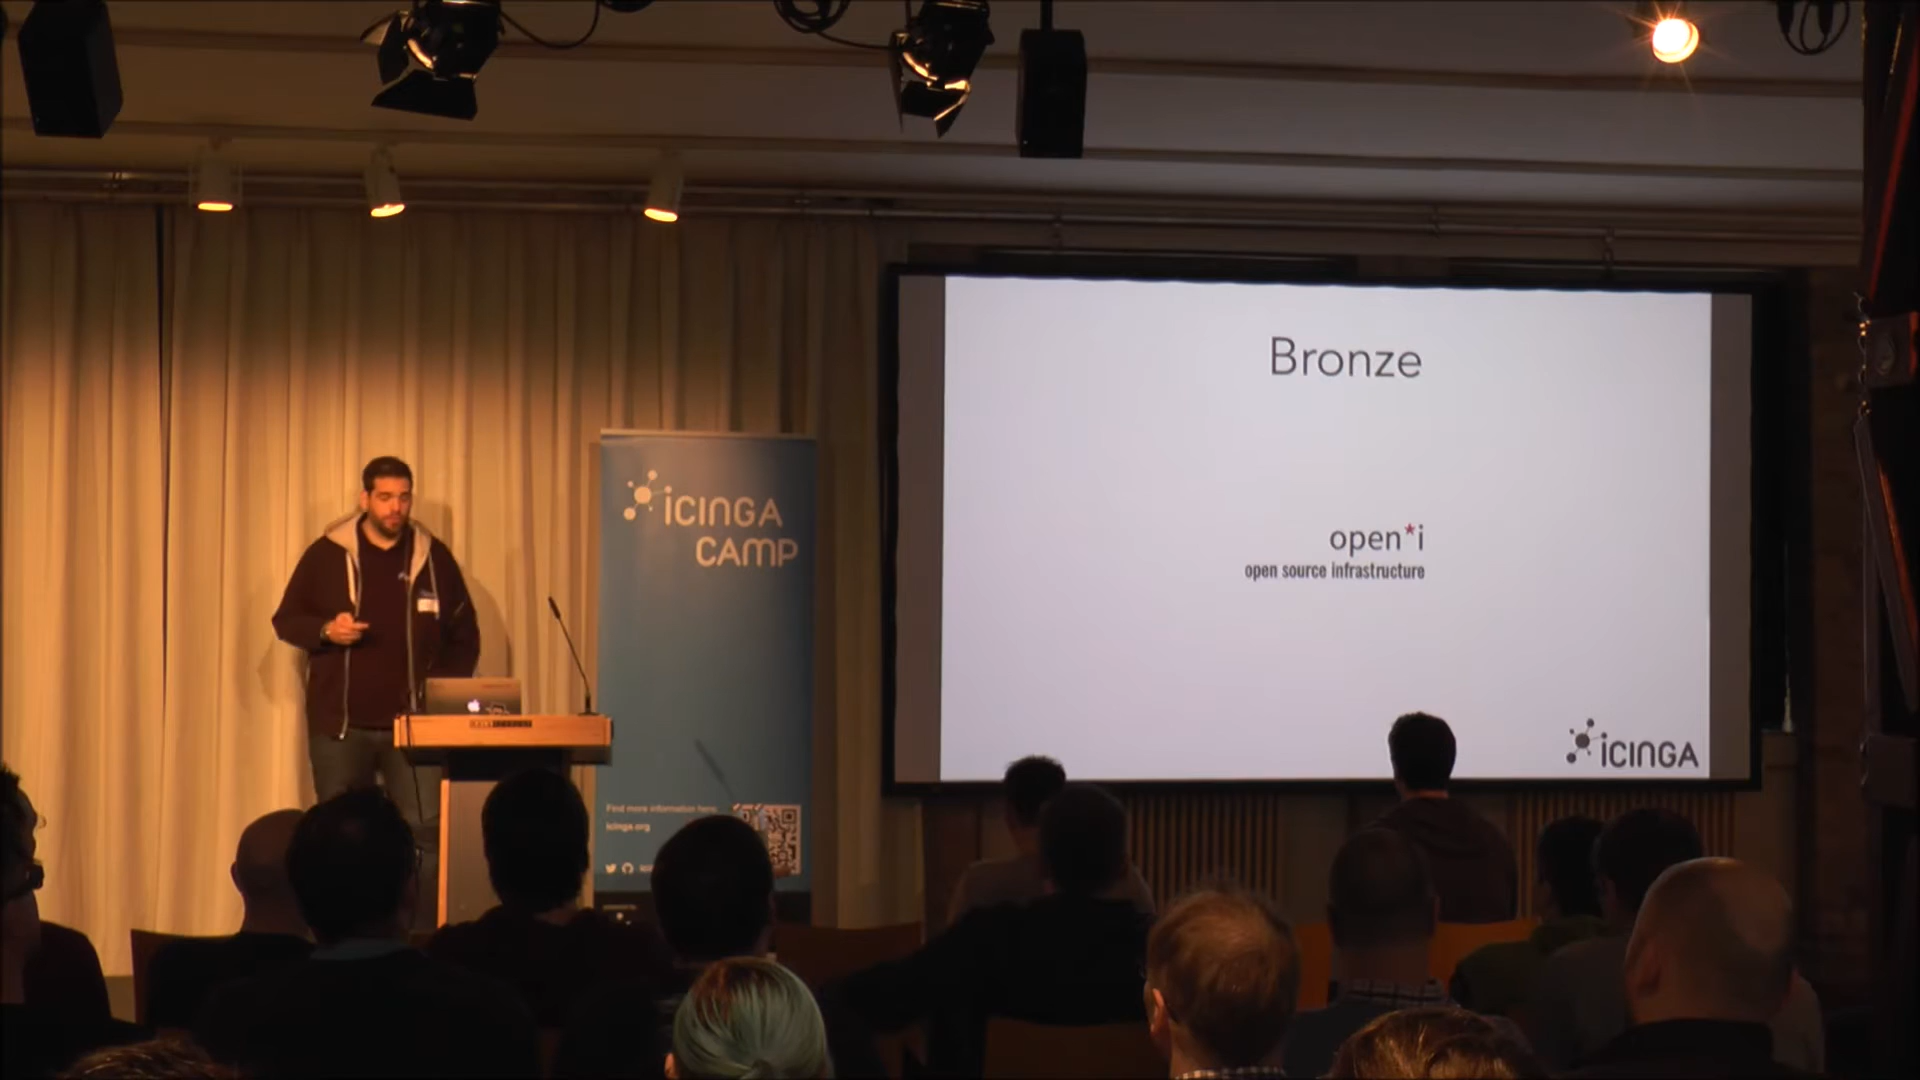 ICINGA
CAMP
Find more information here:
icinga.org
Bronze
open*i
open source infrastructure
ICINGA